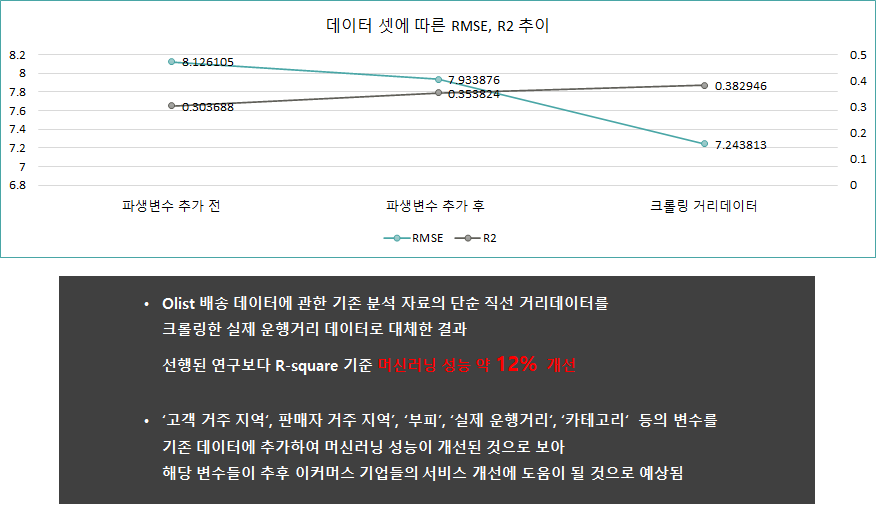 데이터 셋에 따른 RMSE, R2 추이
8.2
8
7.8
7.6
7.4
7.2
7
6.8
0.5
0.4
0.3
0.2
0.1
0
8.126105
7.933876
7.243813
0.303688
0.353824
0.382946
파생변수 추가 전
파생변수 추가 후
크롤링 거리데이터
RMSE
R2
• Olist 배송 데이터에 관한 기존 분석 자료의 단순 직선 거리데이터를
크롤링한 실제 운행거리 데이터로 대체한 결과
선행된 연구보다 R-square 기준 머신러닝 성능 약 12% 개선
• ‘고객 거주 지역‘, 판매자 거주 지역’, ‘부피’, ‘실제 운행거리‘, ‘카테고리‘ 등의 변수를
기존 데이터에 추가하여 머신러닝 성능이 개선된 것으로 보아
해당 변수들이 추후 이커머스 기업들의 서비스 개선에 도움이 될 것으로 예상됨